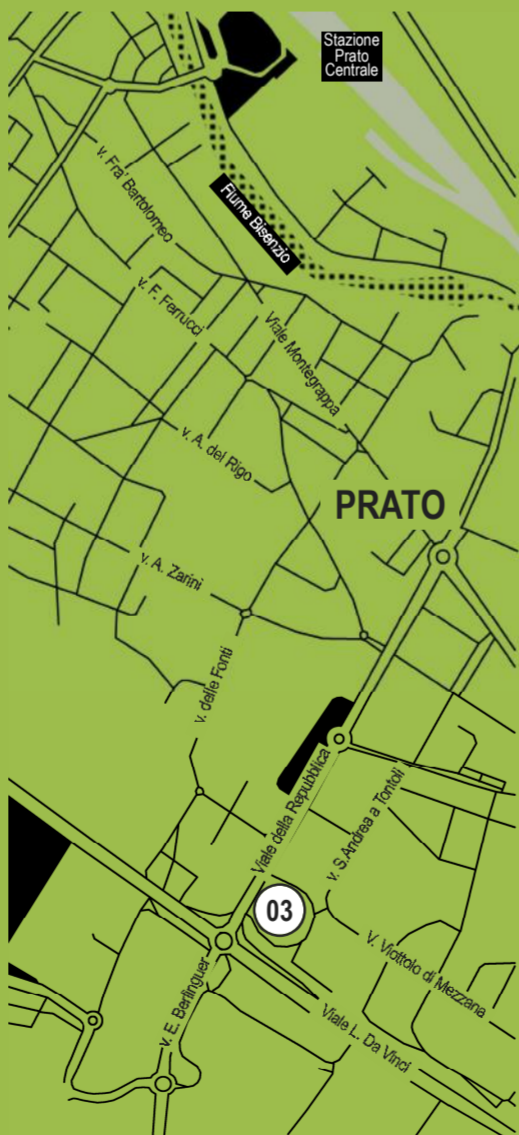 Stazione
Prato
Centrale
v. Fra' Bartolomeo
Fiume Bisenzio
v. F. Ferrucci
Viale Montegrappa
v. A. del Rigo
PRATO
v. A. Zarini
v. delle Fonti
Viale della Repubblica
v. S. Andrea a Tontoli
03
V. Viottolo di Mezzana
v. E. Berlinguer
Viale L. Da Vinci